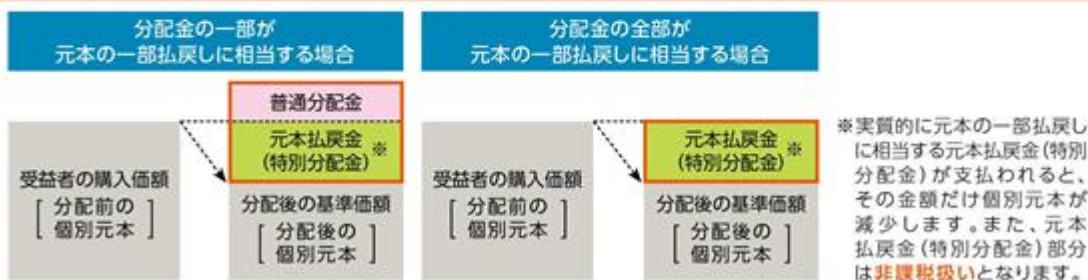 分配金の一部が
元本の一部払戻しに相当する場合
普通分配金
元本払戻金
(特別分配金)
※
受益者の購入価額
[ 分配前の
個別元本 ]
分配後の基準価額
[ 分配後の
個別元本 ]
分配金の全部が
元本の一部払戻しに相当する場合
元本払戻金
(特別分配金)
※
受益者の購入価額
[ 分配前の
個別元本 ]
分配後の基準価額
[ 分配後の
個別元本 ]
※実質的に元本の一部払戻し
に相当する元本払戻金(特別
分配金)が支払われると、
その金額だけ個別元本が
減少します。また、元本
払戻金(特別分配金)部分
は非課税扱いとなります。